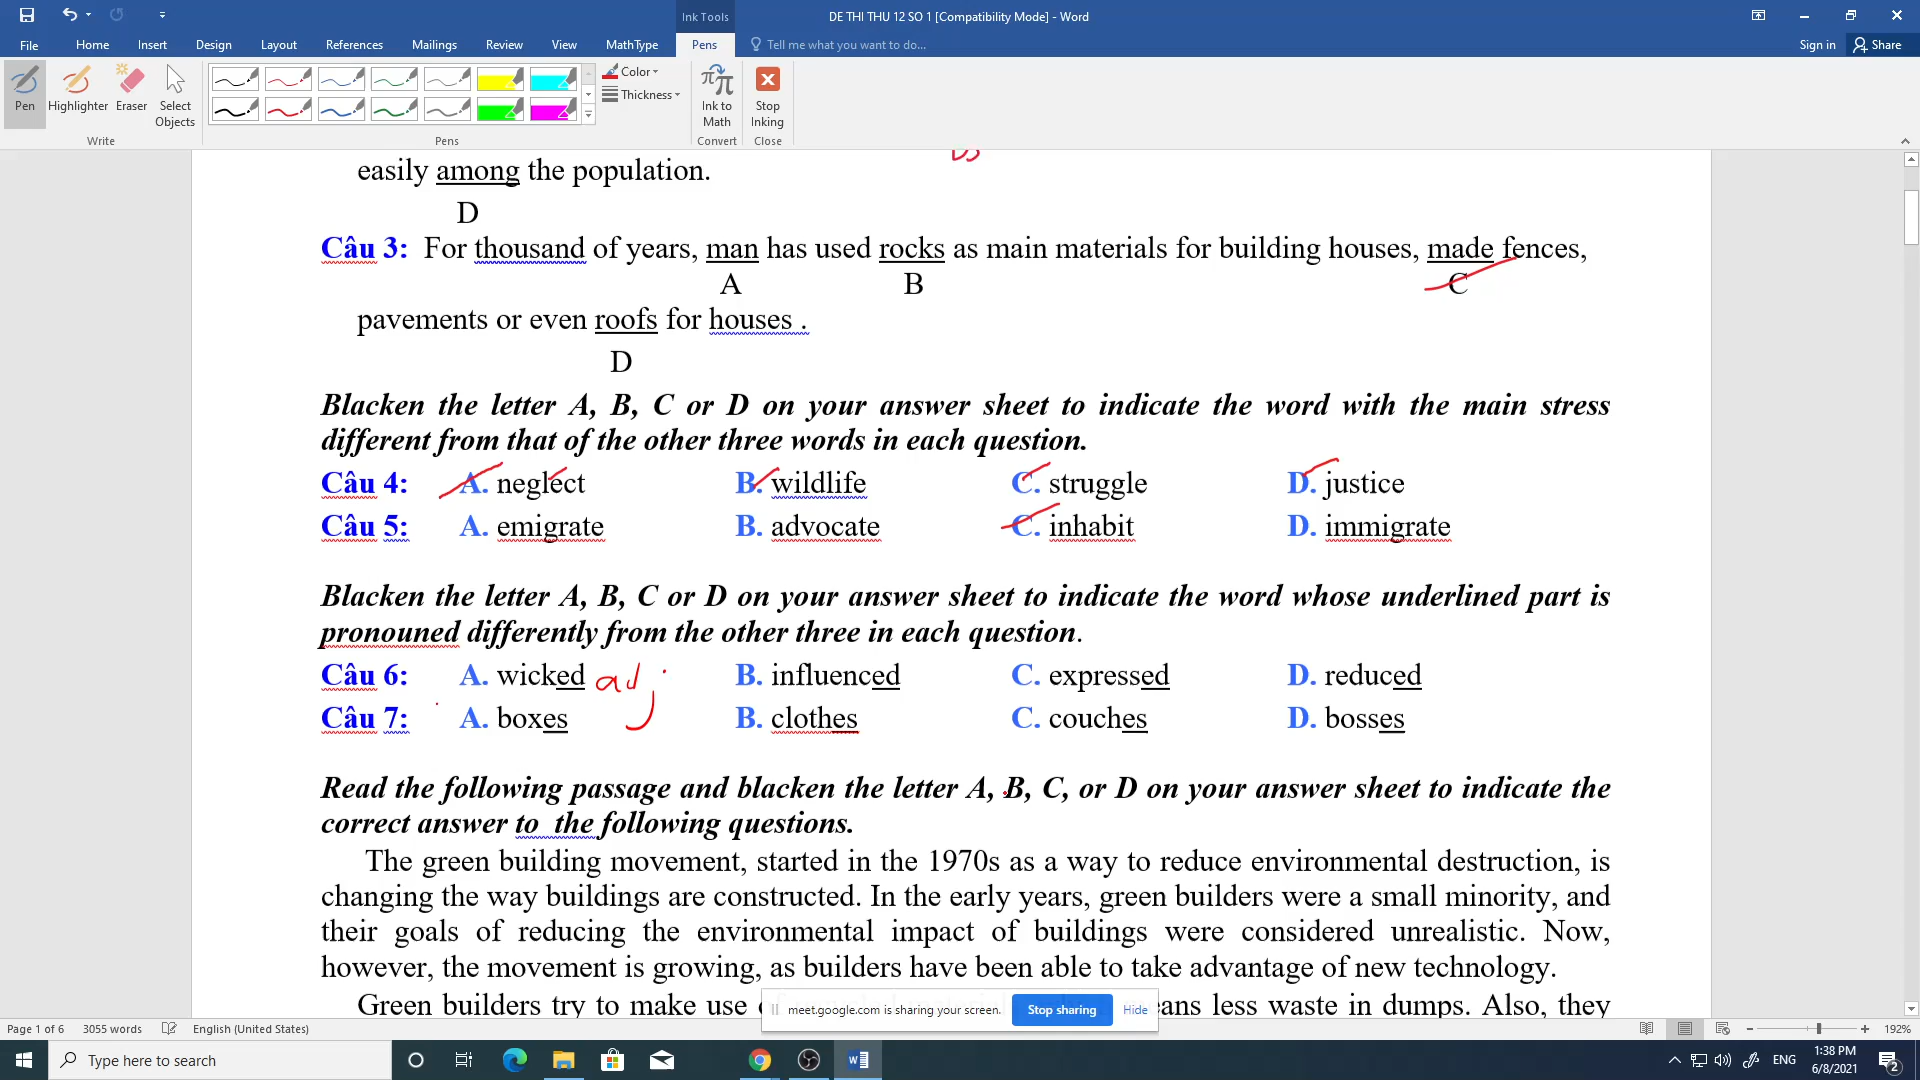 Ink Tools
DE THI THU 12 SO 1 [Compatibility Mode] - Word
File Home Insert Design Layout References Mailings Review View MathType Pens Tell me what you want to do... Sign in Share
Pen Highlighter Eraser Select Objects
Color
Thickness
Ink to Math
Stop Inking
Write Pens Convert Close
easily among the population.
D
Câu 3: For thousand of years, man has used rocks as main materials for building houses, made fences,
A B C
pavements or even roofs for houses .
D
Blacken the letter A, B, C or D on your answer sheet to indicate the word with the main stress
different from that of the other three words in each question.
Câu 4: A. neglect B. wildlife C. struggle D. justice
Câu 5: A. emigrate B. advocate C. inhabit D. immigrate
Blacken the letter A, B, C or D on your answer sheet to indicate the word whose underlined part is
pronouned differently from the other three in each question.
Câu 6: A. wicked adj B. influenced C. expressed D. reduced
Câu 7: A. boxes B. clothes C. couches D. bosses
Read the following passage and blacken the letter A, B, C, or D on your answer sheet to indicate the
correct answer to the following questions.
The green building movement, started in the 1970s as a way to reduce environmental destruction, is
changing the way buildings are constructed. In the early years, green builders were a small minority, and
their goals of reducing the environmental impact of buildings were considered unrealistic. Now,
however, the movement is growing, as builders have been able to take advantage of new technology.
Green builders try to make use less waste in dumps. Also, they
meet.google.com is sharing your screen. Stop sharing Hide
Page 1 of 6 3055 words English (United States) 192%
Type here to search
ENG
1:38 PM
6/8/2021
2